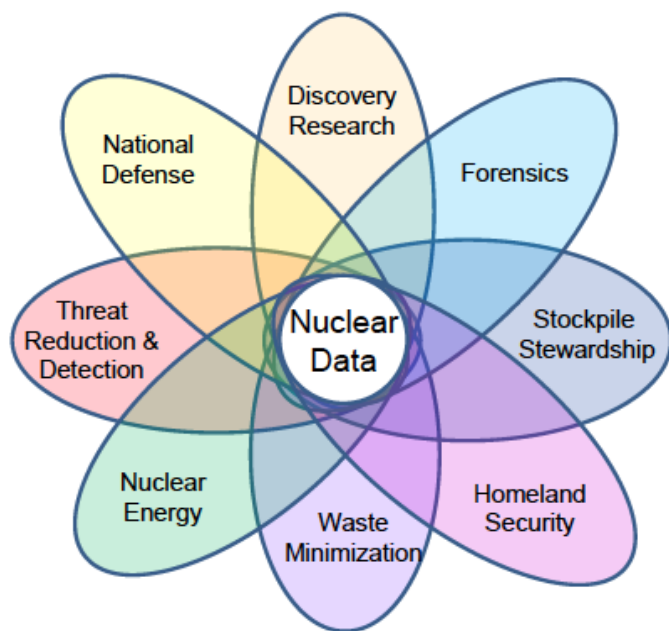 Discovery
Research
National
Defense
Forensics
Threat
Reduction &
Detection
Nuclear
Data
Stockpile
Stewardship
Nuclear
Energy
Waste
Minimization
Homeland
Security